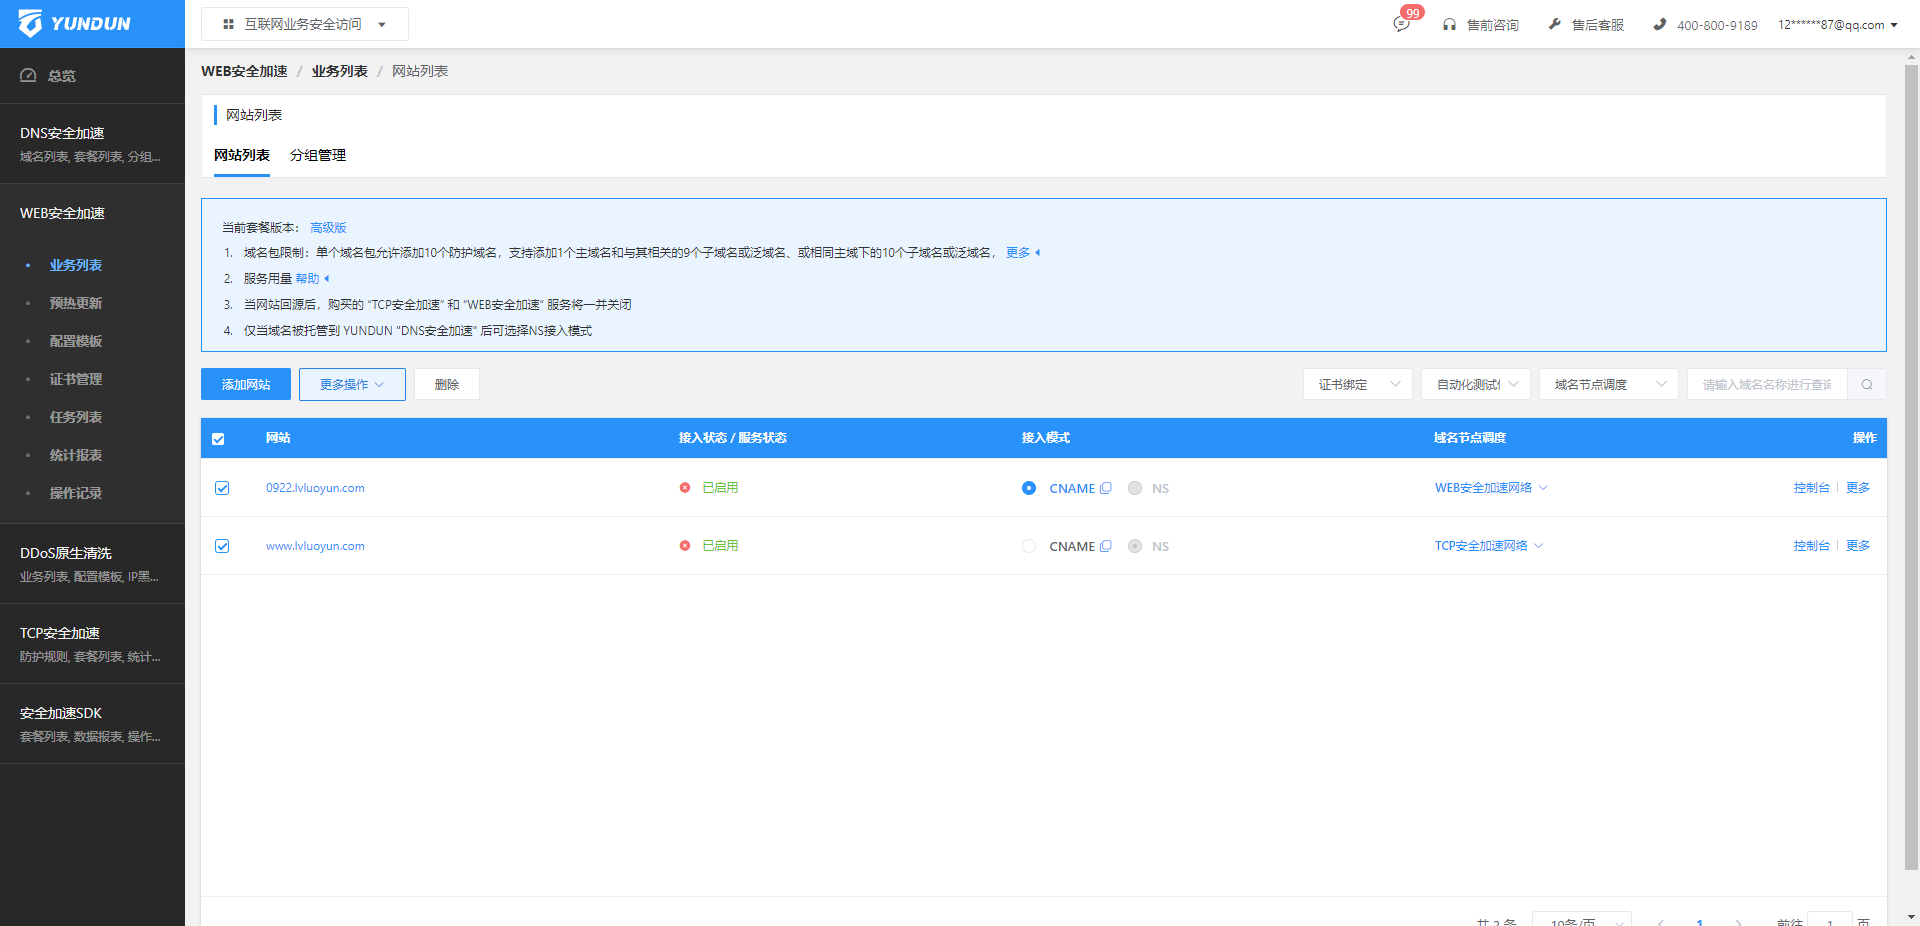 YUNDUN
互联网业务安全访问
99
售前咨询
售后客服
400-800-9189
12******87@qq.com
总览
DNS安全加速
域名列表, 套餐列表, 分组...
WEB安全加速
业务列表
预热更新
配置模板
证书管理
任务列表
统计报表
操作记录
DDoS原生清洗
业务列表, 配置模板, IP黑...
TCP安全加速
防护规则, 套餐列表, 统计...
安全加速SDK
套餐列表, 数据报表, 操作...
WEB安全加速 / 业务列表 / 网站列表
网站列表
网站列表 分组管理
当前套餐版本： 高级版
1. 域名包限制：单个域名包允许添加10个防护域名，支持添加1个主域名和与其相关的9个子域名或泛域名、或相同主域下的10个子域名或泛域名， 更多
2. 服务用量 帮助
3. 当网站回源后，购买的 “TCP安全加速” 和 “WEB安全加速” 服务将一并关闭
4. 仅当域名被托管到 YUNDUN "DNS安全加速" 后可选择NS接入模式
添加网站 更多操作 删除 证书绑定 自动化测试 域名节点调度 请输入域名名称进行查询
网站 接入状态 / 服务状态 接入模式 域名节点调度 操作
0922.lvluoyun.com 已启用 CNAME NS WEB安全加速网络 控制台 更多
www.lvluoyun.com 已启用 CNAME NS TCP安全加速网络 控制台 更多
共 2 条 10条/页 1 前往 1 页